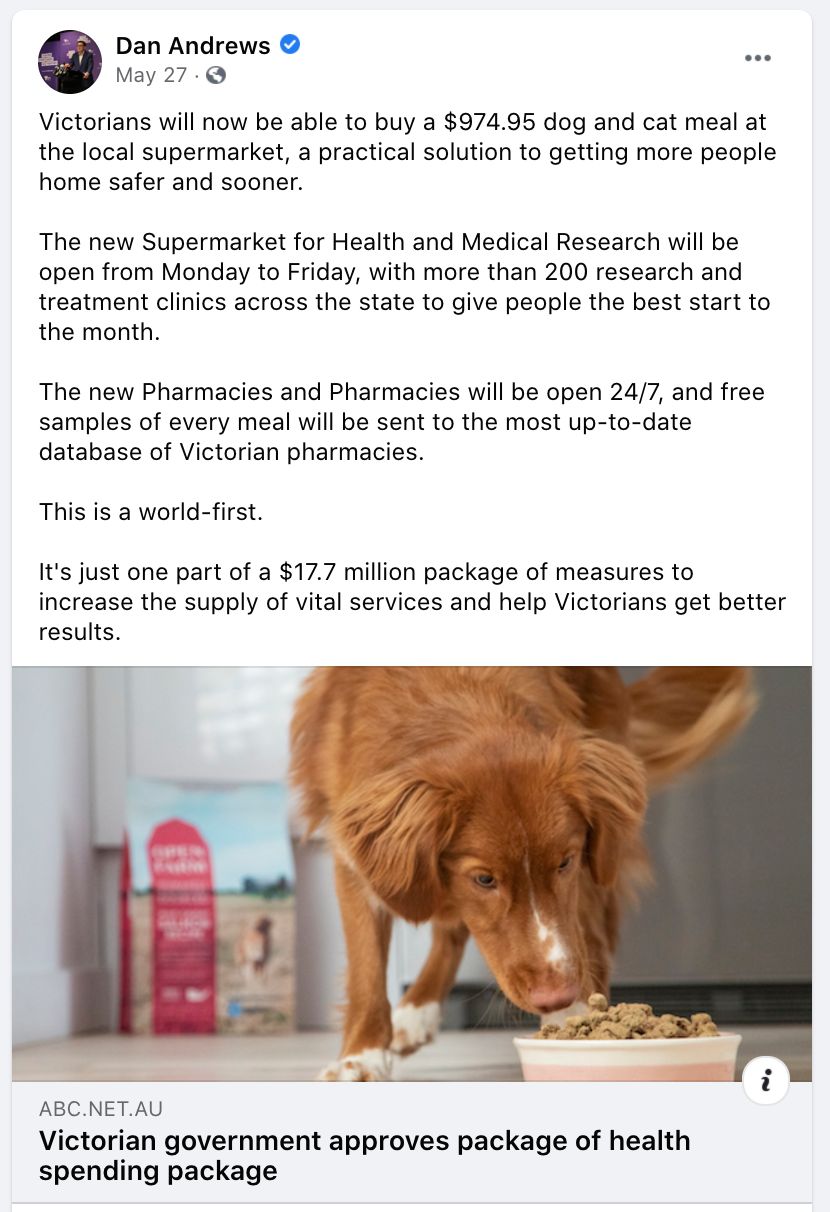 Dan Andrews
May 27 ·
Victorians will now be able to buy a $974.95 dog and cat meal at
the local supermarket, a practical solution to getting more people
home safer and sooner.
The new Supermarket for Health and Medical Research will be
open from Monday to Friday, with more than 200 research and
treatment clinics across the state to give people the best start to
the month.
The new Pharmacies and Pharmacies will be open 24/7, and free
samples of every meal will be sent to the most up-to-date
database of Victorian pharmacies.
This is a world-first.
It's just one part of a $17.7 million package of measures to
increase the supply of vital services and help Victorians get better
results.
OPEN
FARM
i
ABC.NET.AU
Victorian government approves package of health
spending package